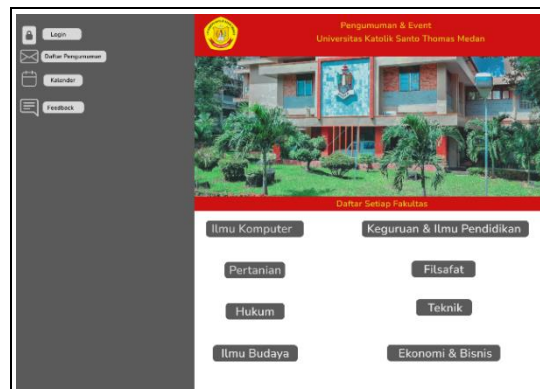 Login
Daftar Pengumuman
Kalender
Feedback
Pengumuman & Event
Universitas Katolik Santo Thomas Medan
Daftar Setiap Fakultas
Ilmu Komputer
Keguruan & Ilmu Pendidikan
Pertanian
Filsafat
Hukum
Teknik
Ilmu Budaya
Ekonomi & Bisnis